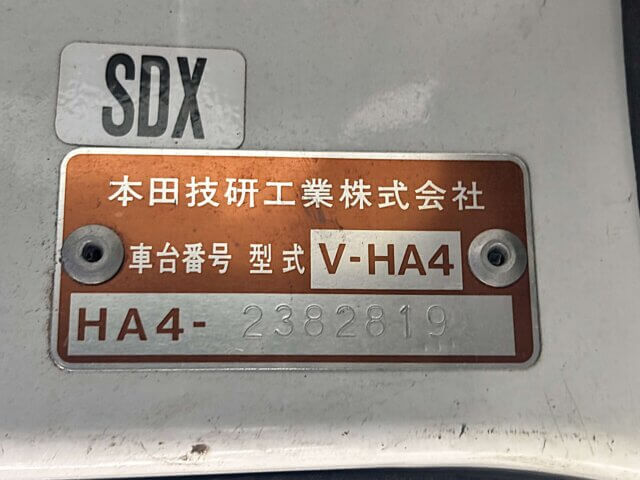 SDX
本田技研工業株式会社
車台番号 型式 V-HA4
HA4- 2382819